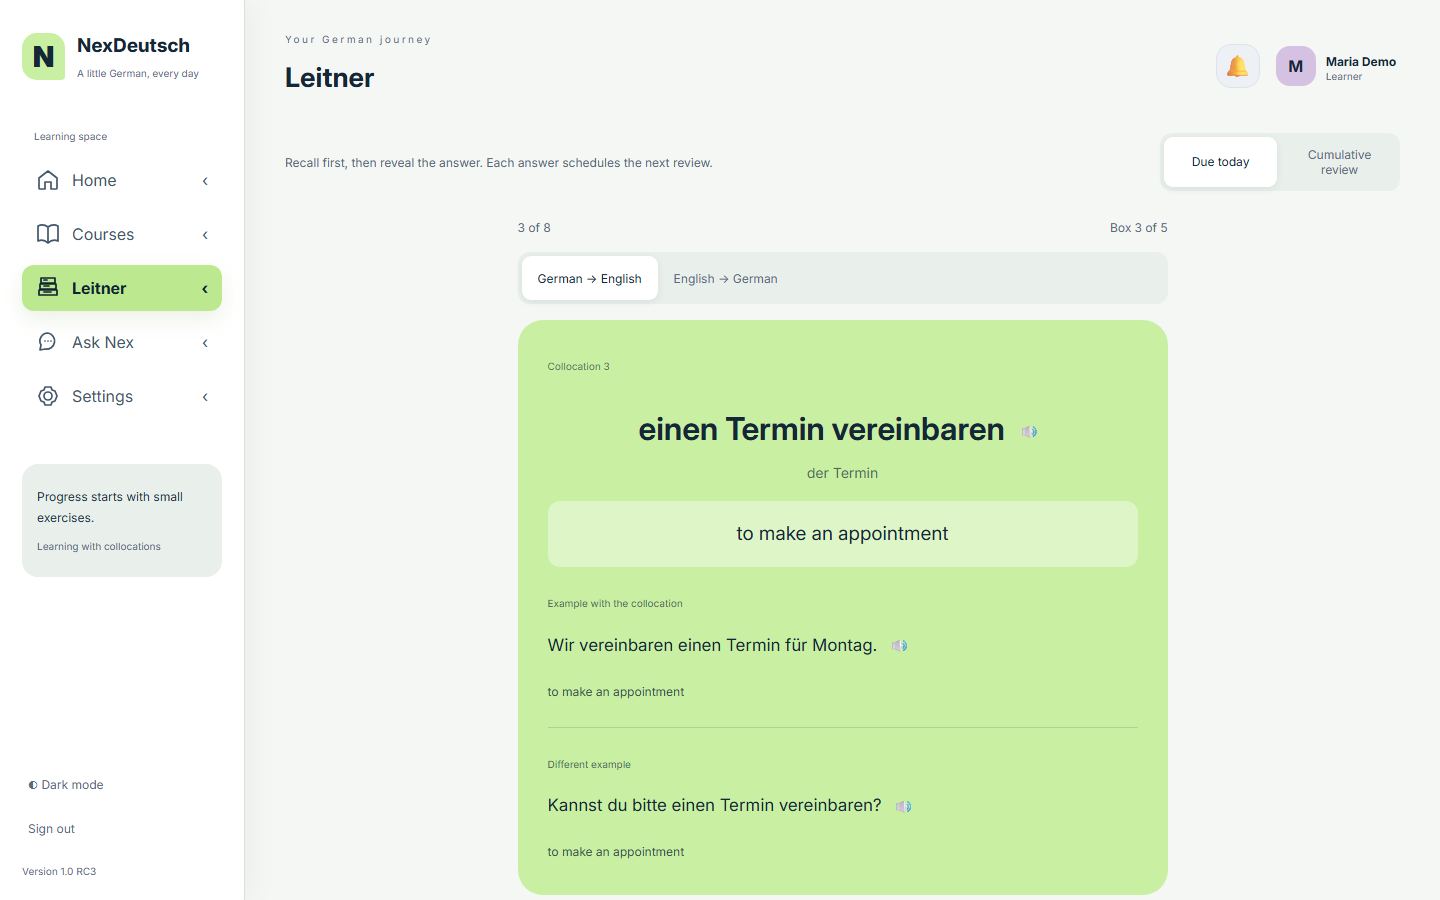 N
NexDeutsch
A little German, every day
Learning space
Home
Courses
Leitner
Ask Nex
Settings
Progress starts with small
exercises.
Learning with collocations
Dark mode
Sign out
Version 1.0 RC3
Your German journey
Leitner
M
Maria Demo
Learner
Recall first, then reveal the answer. Each answer schedules the next review.
Due today
Cumulative
review
3 of 8
Box 3 of 5
German → English
English → German
Collocation 3
einen Termin vereinbaren
der Termin
to make an appointment
Example with the collocation
Wir vereinbaren einen Termin für Montag.
to make an appointment
Different example
Kannst du bitte einen Termin vereinbaren?
to make an appointment